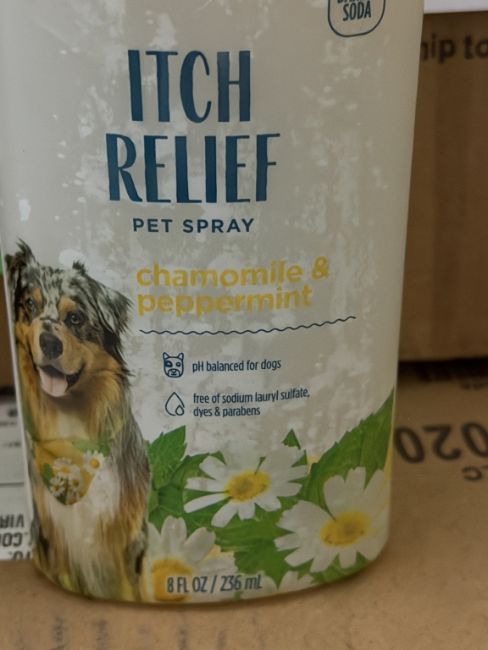 SODA
ITCH
RELIEF
PET SPRAY
chamomile &
peppermint
pH balanced for dogs
free of sodium lauryl sulfate,
dyes & parabens
8 FL OZ / 236 mL